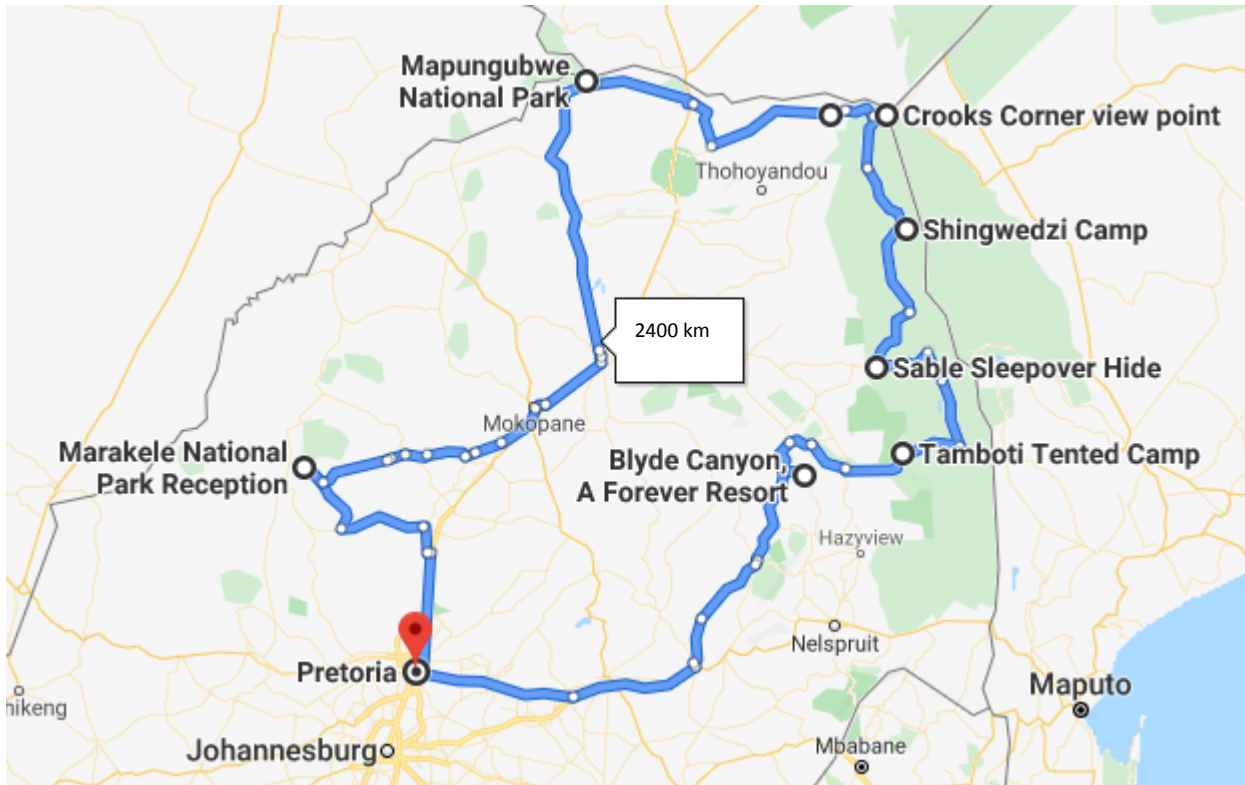 Mapungubwe
National Park
Crooks Corner view point
Thohoyandou
Shingwedzi Camp
2400 km
Sable Sleepover Hide
Mokopane
Marakele National
Park Reception
Blyde Canyon,
A Forever Resort
Tamboti Tented Camp
Hazyview
Nelspruit
Pretoria
hikeng
Maputo
Johannesburg
Mbabane